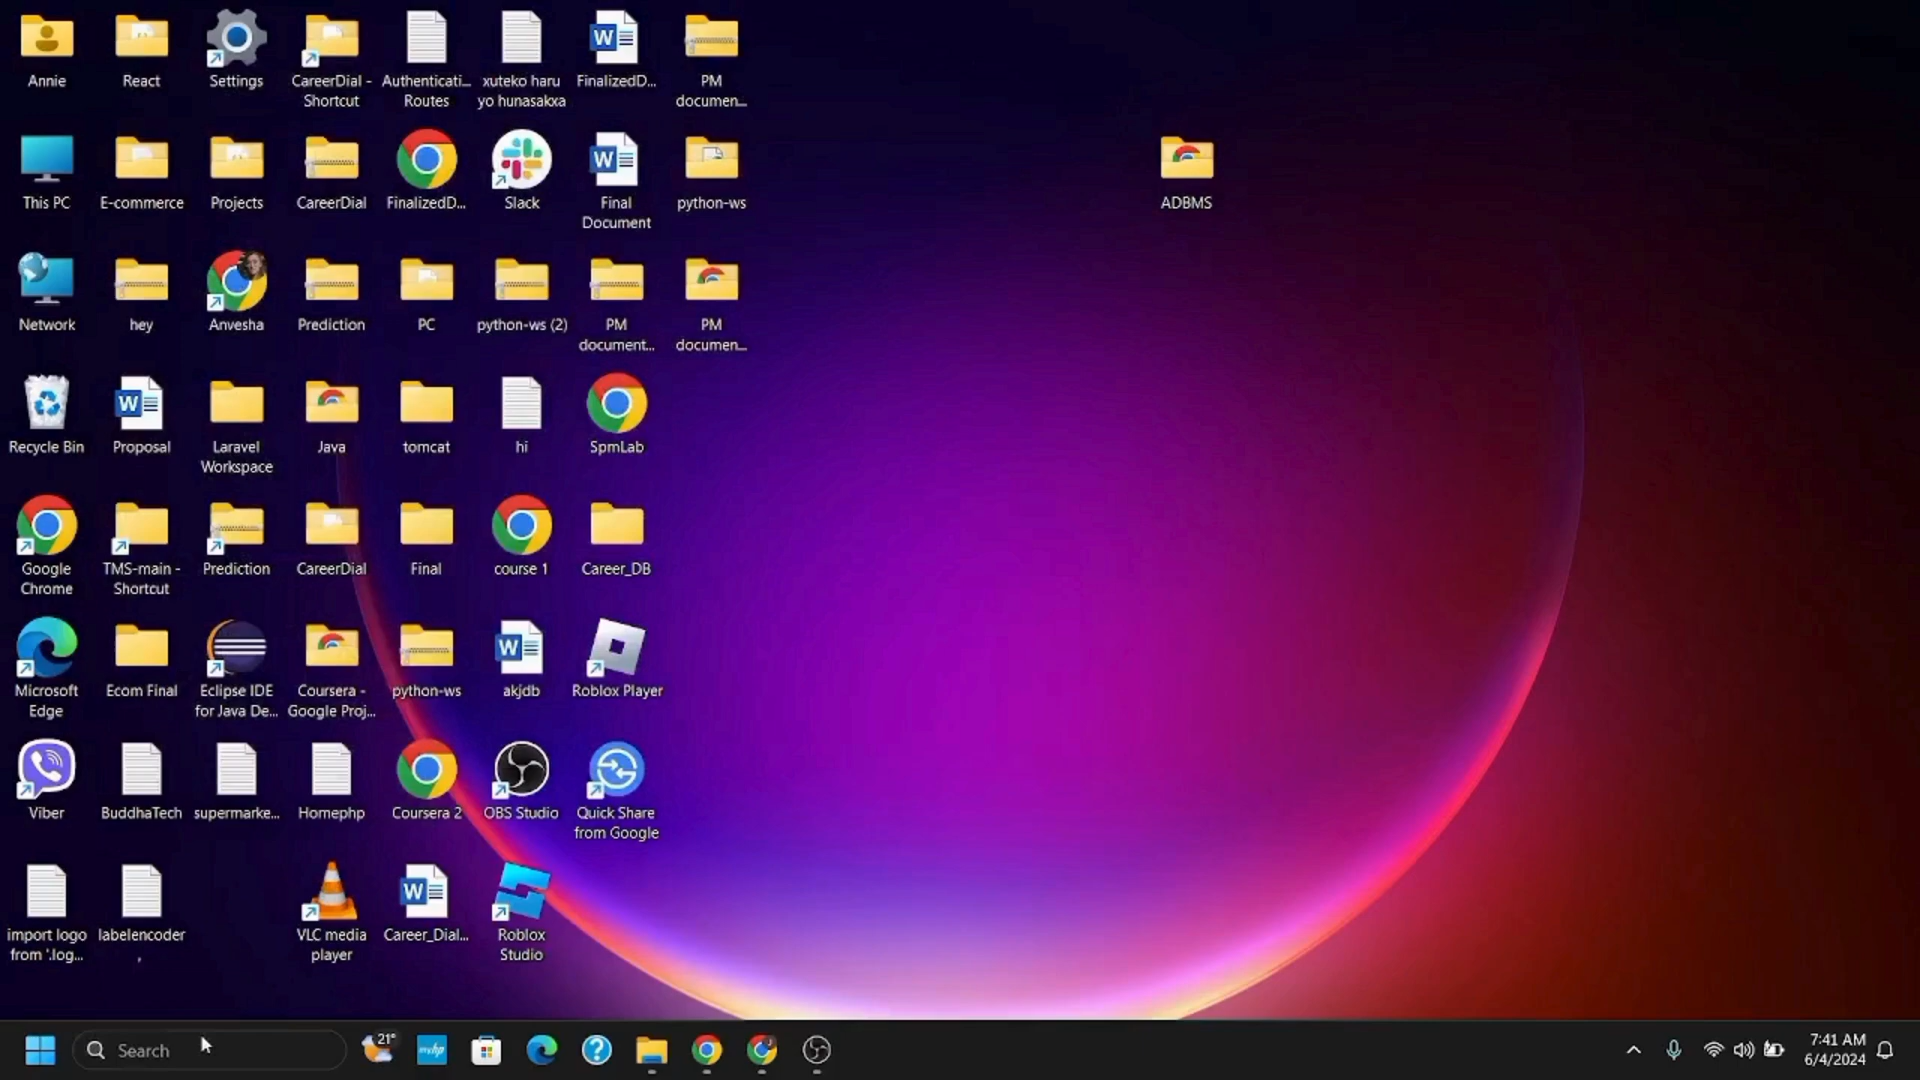 Annie
React
Settings
CareerDial -
Shortcut
Authenticati...
Routes
xuteko haru
yo hunasakxa
FinalizedD...
PM
documen...
This PC
E-commerce
Projects
CareerDial
FinalizedD...
Slack
Final
Document
python-ws
ADBMS
Network
hey
Anvesha
Prediction
PC
python-ws (2)
PM
document...
PM
documen...
Recycle Bin
Proposal
Laravel
Workspace
Java
tomcat
hi
SpmLab
Google
Chrome
TMS-main -
Shortcut
Prediction
CareerDial
Final
course 1
Career_DB
Microsoft
Edge
Ecom Final
Eclipse IDE
for Java De...
Coursera -
Google Proj...
python-ws
akjdb
Roblox Player
Viber
BuddhaTech
supermarke...
Homephp
Coursera 2
OBS Studio
Quick Share
from Google
import logo
from '.log...
labelencoder
,
VLC media
player
Career_Dial...
Roblox
Studio
Search
21°
myhp
7:41 AM
6/4/2024